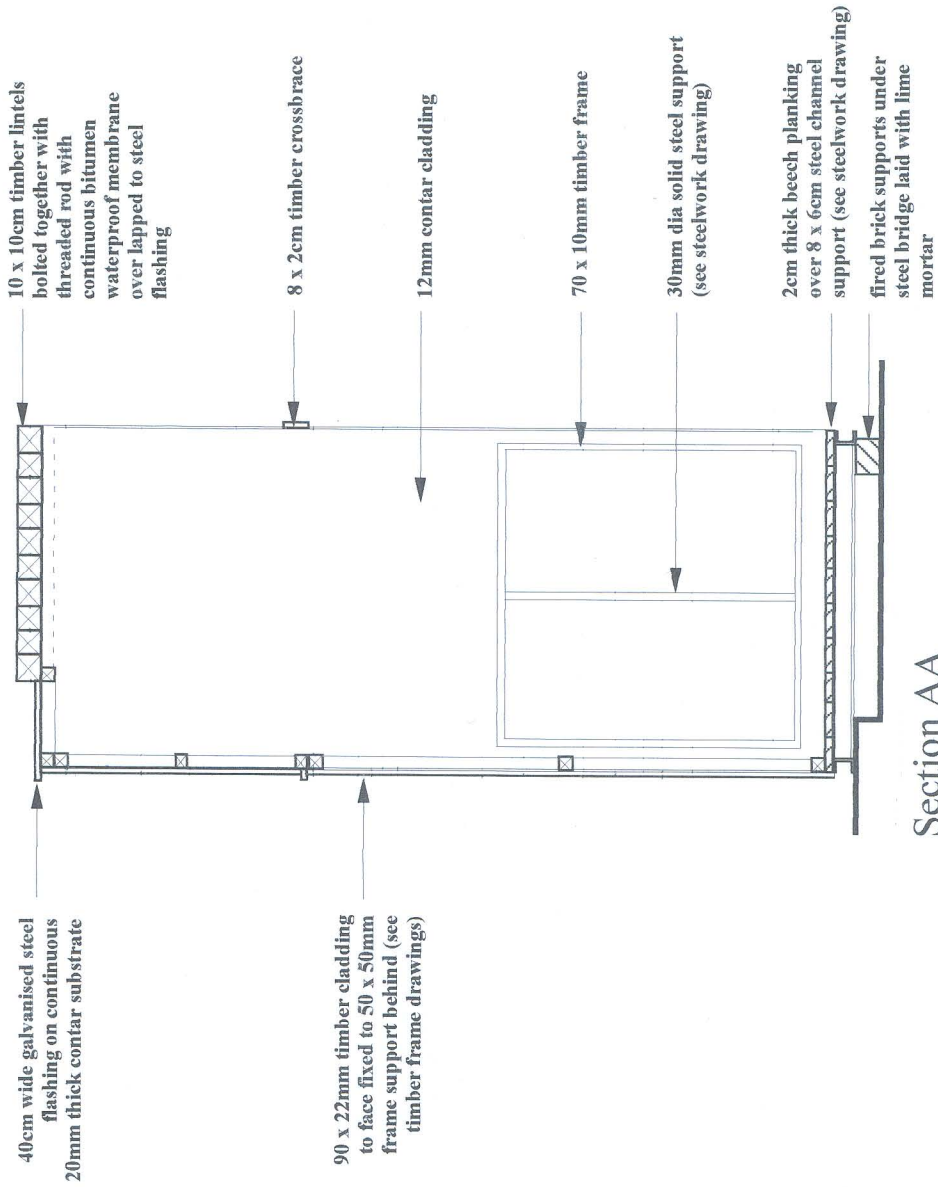 40cm wide galvanised steel
flashing on continuous
20mm thick contar substrate
90 x 22mm timber cladding
to face fixed to 50 x 50mm
frame support behind (see
timber frame drawings)
10 x 10cm timber lintels
bolted together with
threaded rod with
continuous bitumen
waterproof membrane
over lapped to steel
flashing
8 x 2cm timber crossbrace
12mm contar cladding
70 x 10mm timber frame
30mm dia solid steel support
(see steelwork drawing)
2cm thick beech planking
over 8 x 6cm steel channel
support (see steelwork drawing)
fired brick supports under
steel bridge laid with lime
mortar
Section AA